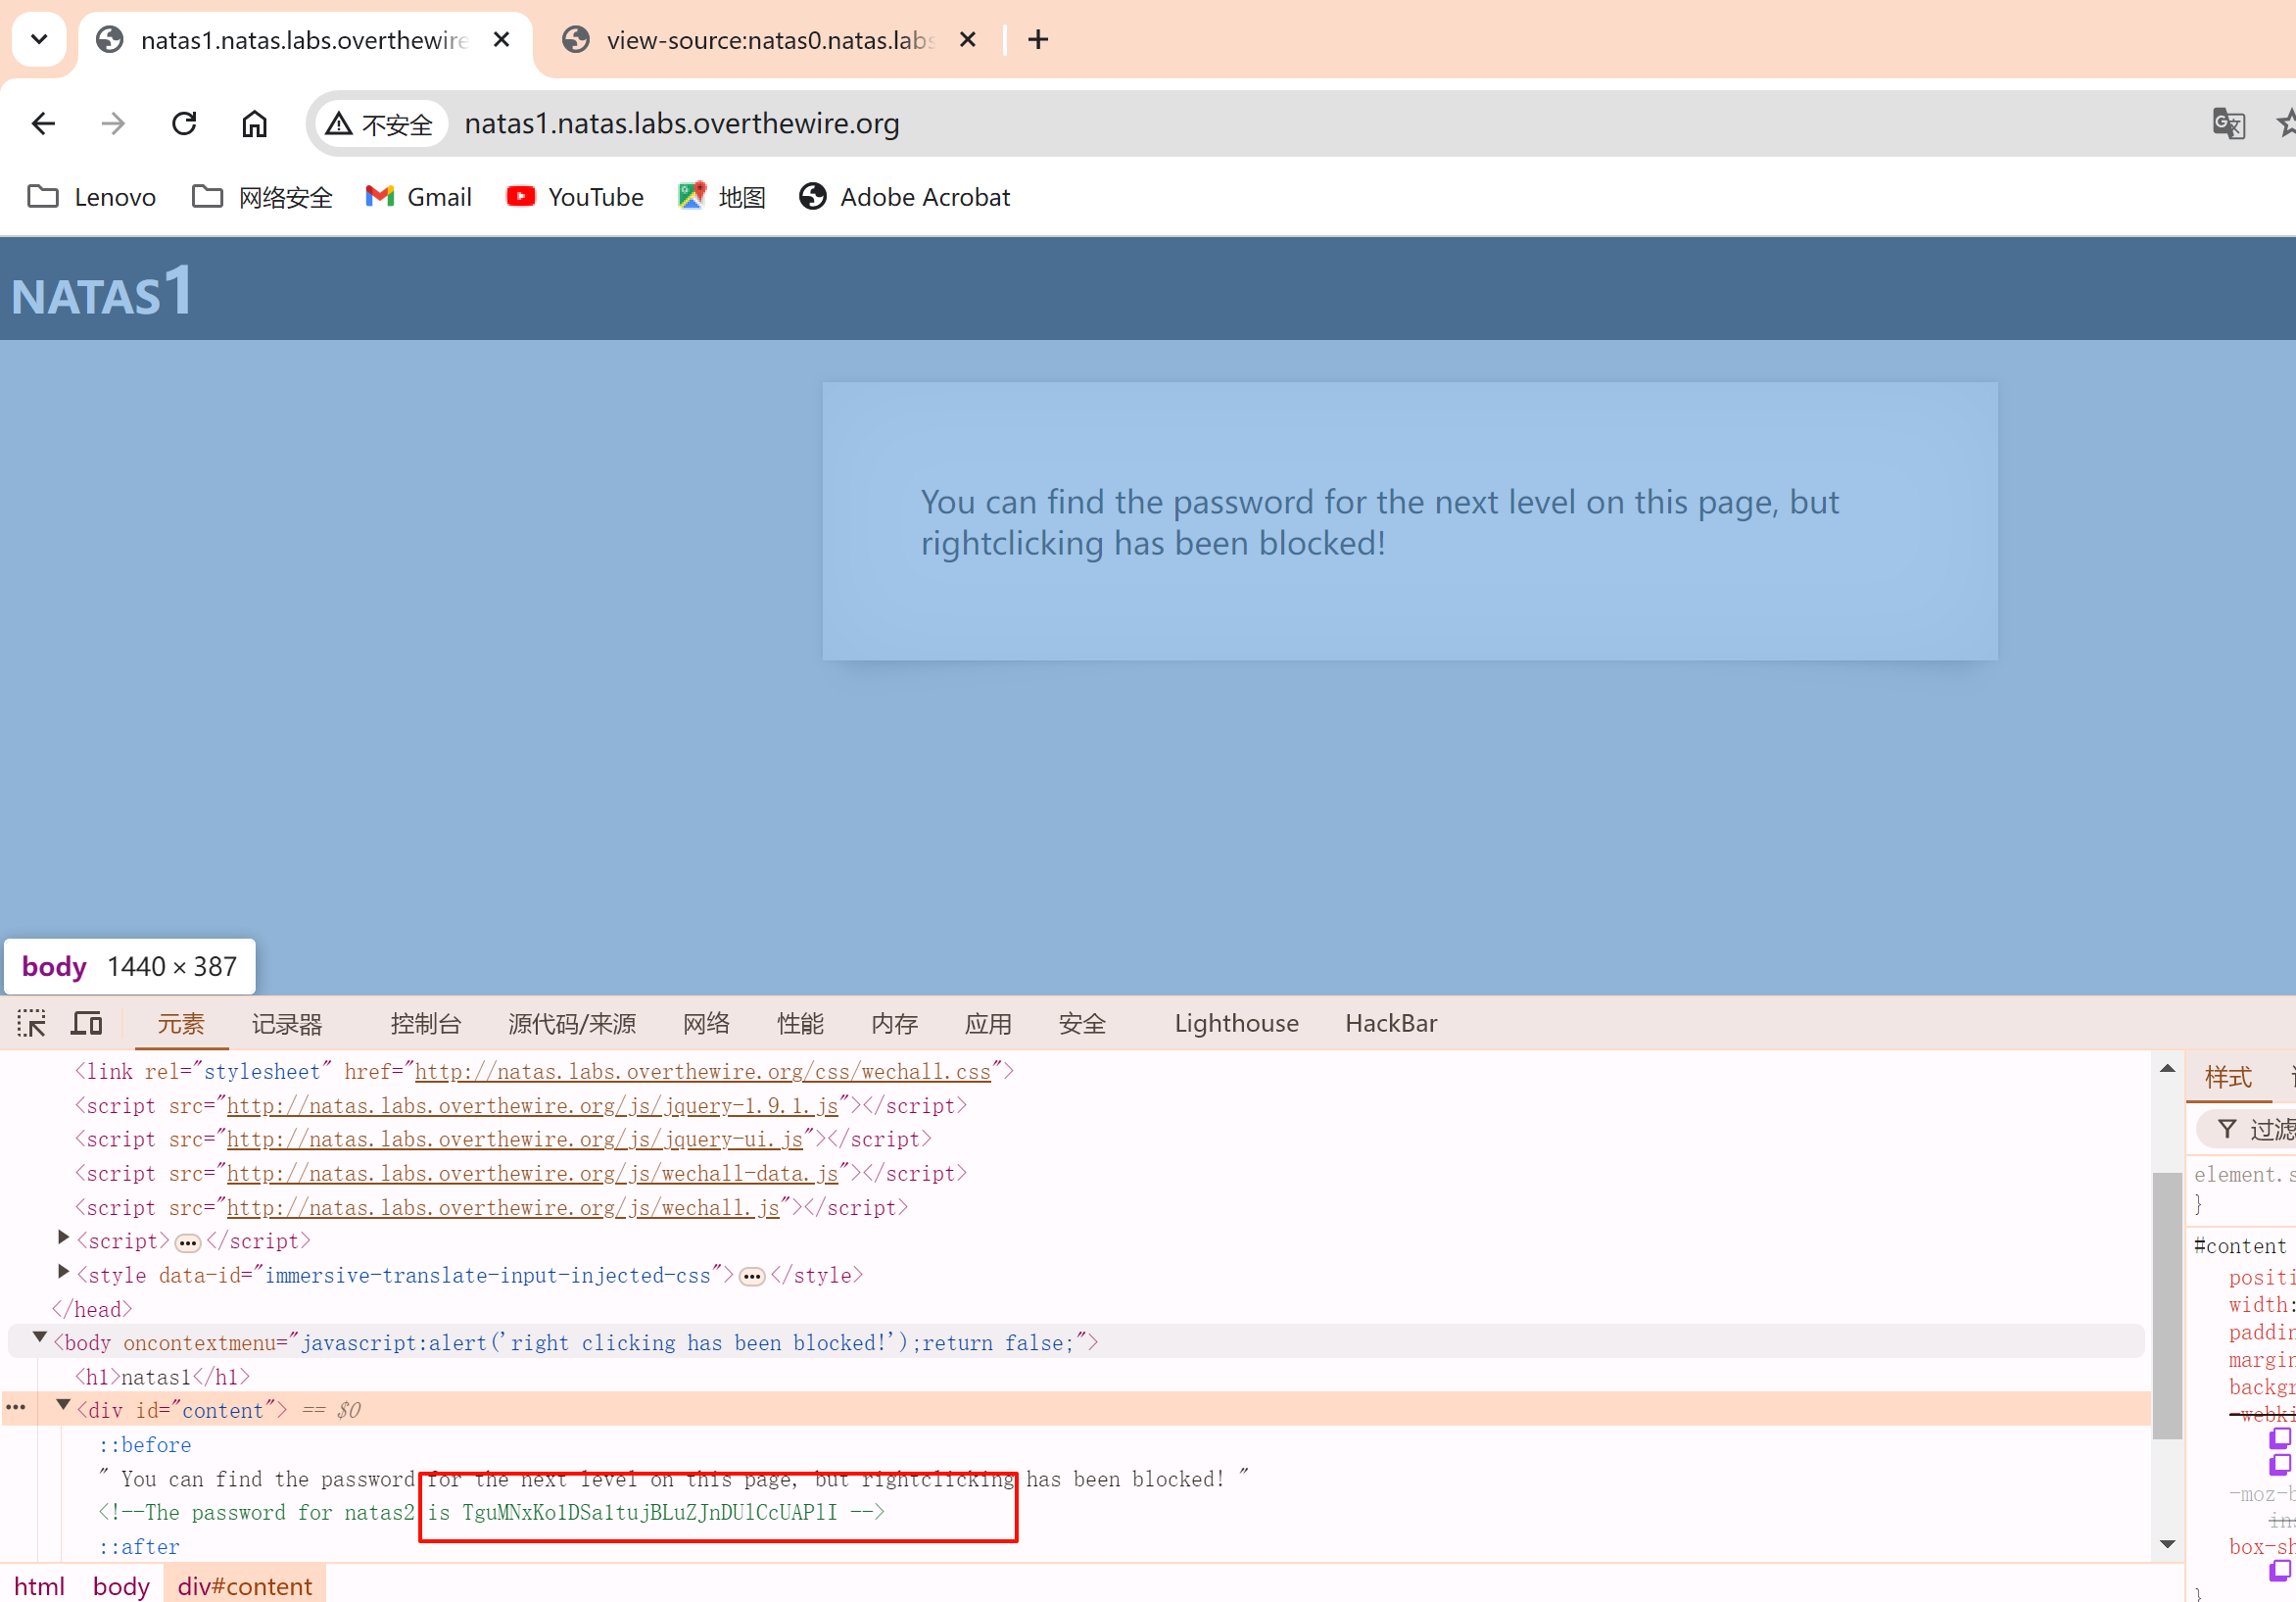 natas1.natas.labs.overthewire
view-source:natas0.natas.labs
不安全
natas1.natas.labs.overthewire.org
Lenovo
网络安全
Gmail
YouTube
地图
Adobe Acrobat
NATAS1
You can find the password for the next level on this page, but
rightclicking has been blocked!
body 1440 × 387
元素
记录器
控制台
源代码/来源
网络
性能
内存
应用
安全
Lighthouse
HackBar
<link rel="stylesheet" href="http://natas.labs.overthewire.org/css/wechall.css">
<script src="http://natas.labs.overthewire.org/js/jquery-1.9.1.js"></script>
<script src="http://natas.labs.overthewire.org/js/jquery-ui.js"></script>
<script src="http://natas.labs.overthewire.org/js/wechall-data.js"></script>
<script src="http://natas.labs.overthewire.org/js/wechall.js"></script>
<script>…</script>
<style data-id="immersive-translate-input-injected-css">…</style>
</head>
<body oncontextmenu="javascript:alert('right clicking has been blocked!');return false;">
<h1>natas1</h1>
<div id="content"> == $0
::before
" You can find the password for the next level on this page, but rightclicking has been blocked! "
<!--The password for natas2 is TguMNxKo1DSa1tujBLuZJnDUlCcUAPlI -->
::after
html
body
div#content
样式
过滤
element.s
}
#content
positi
width:
paddin
margin
backgr
-webki
-moz-b
ins
box-sh
}